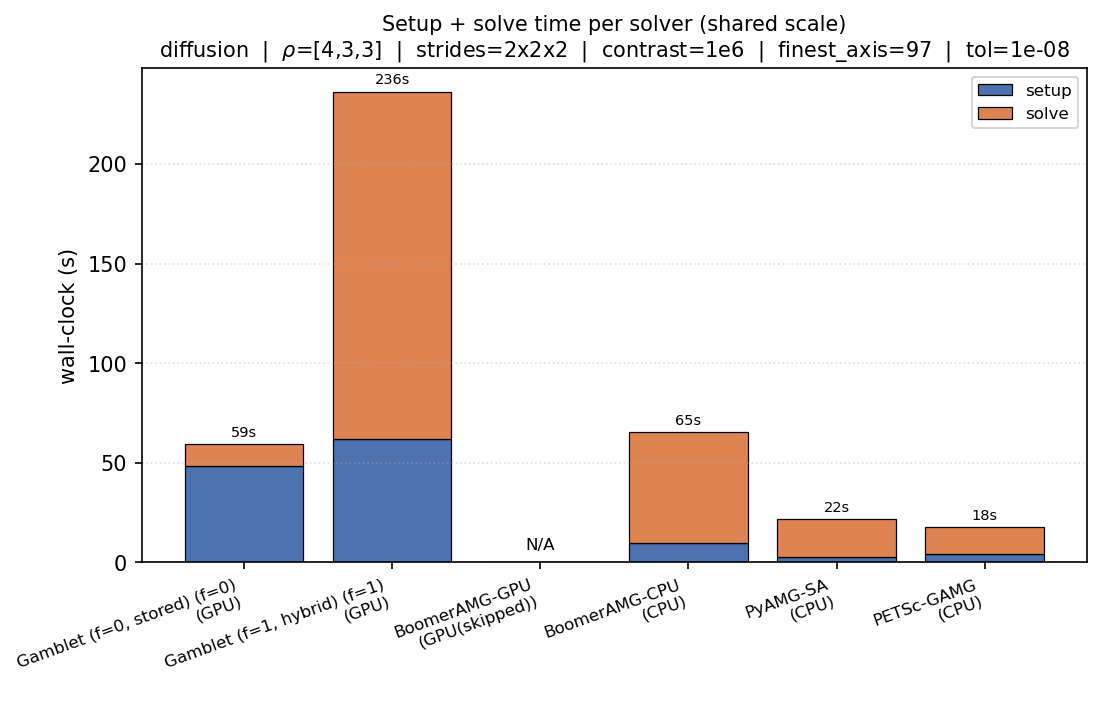 Setup + solve time per solver (shared scale)
diffusion | ρ=[4,3,3] | strides=2x2x2 | contrast=1e6 | finest_axis=97 | tol=1e-08
236s
setup
solve
200
150
wall-clock (s)
100
59s
65s
50
22s
18s
N/A
0
Gamblet (f=0, stored) (f=0)
(GPU)
Gamblet (f=1, hybrid) (f=1)
(GPU)
BoomerAMG-GPU
(GPU(skipped))
BoomerAMG-CPU
(CPU)
PyAMG-SA
(CPU)
PETSc-GAMG
(CPU)